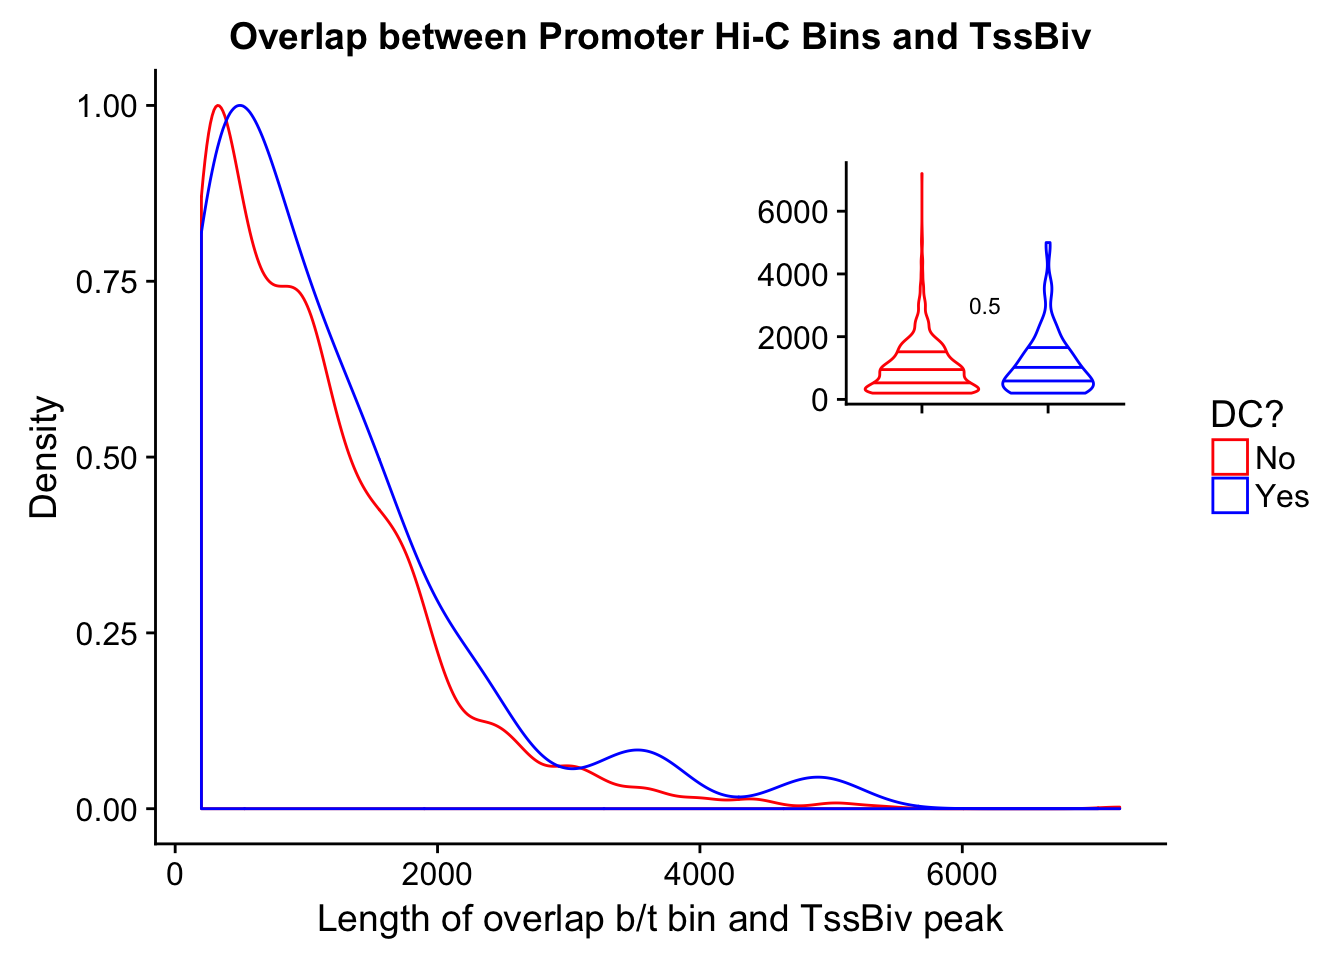 Overlap between Promoter Hi-C Bins and TssBiv
1.00
0.75
0.50
0.25
0.00
Density
0
2000
4000
6000
Length of overlap b/t bin and TssBiv peak
6000
4000
2000
0
0.5
DC?
No
Yes